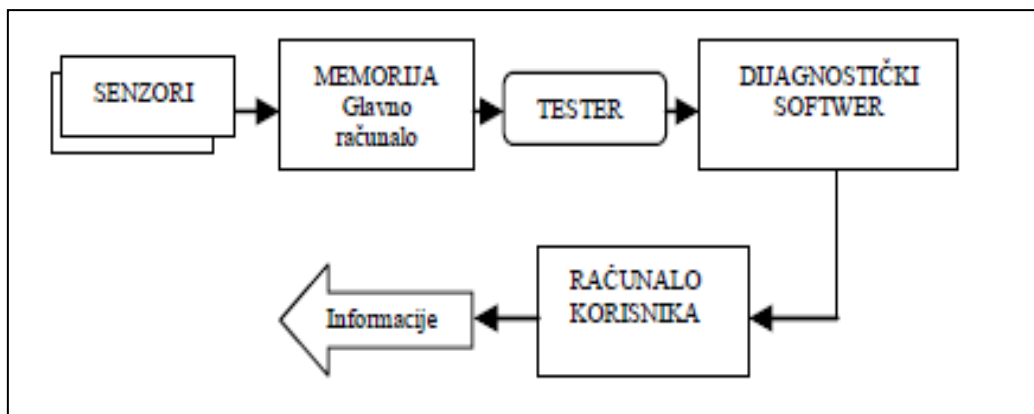 SENZORI
MEMORIJA
Glavno
računalo
TESTER
DIJAGNOSTIČKI
SOFTWER
RAČUNALO
KORISNIKA
Informacije